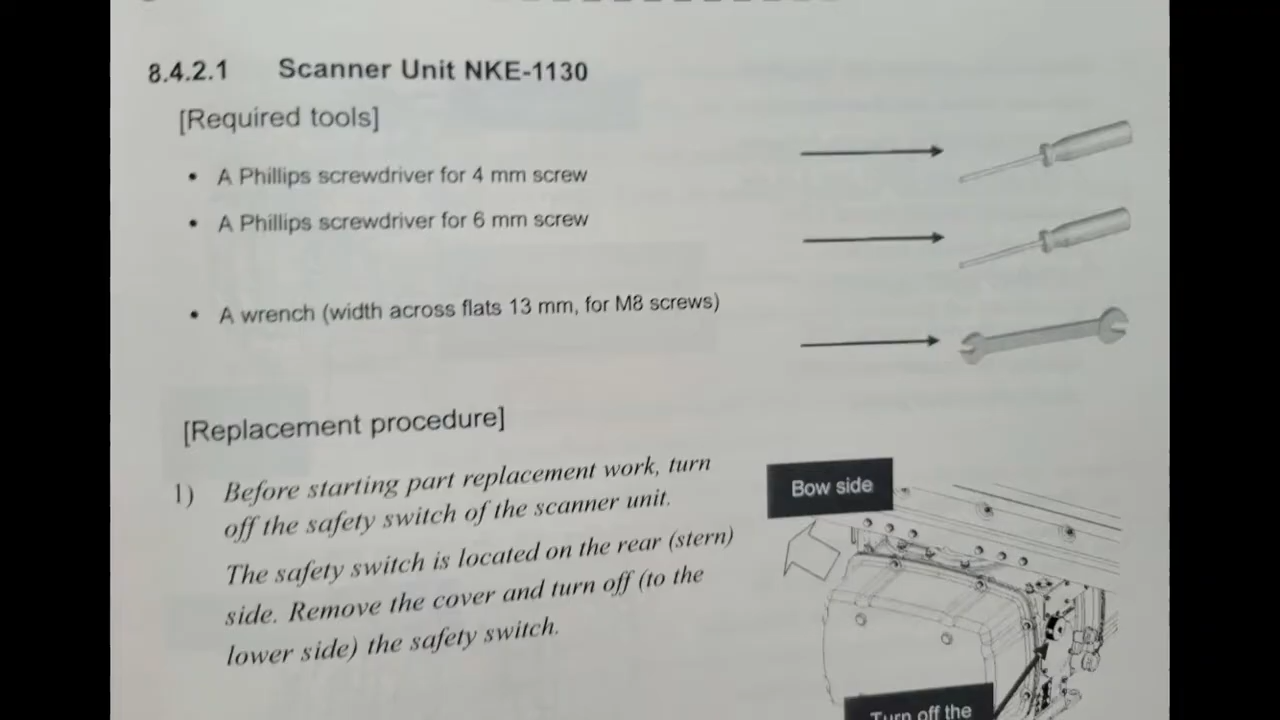 8.4.2.1 Scanner Unit NKE-1130
[Required tools]
• A Phillips screwdriver for 4 mm screw
• A Phillips screwdriver for 6 mm screw
• A wrench (width across flats 13 mm, for M8 screws)
[Replacement procedure]
1) Before starting part replacement work, turn
off the safety switch of the scanner unit.
The safety switch is located on the rear (stern)
side. Remove the cover and turn off (to the
lower side) the safety switch.
Bow side
Turn off the